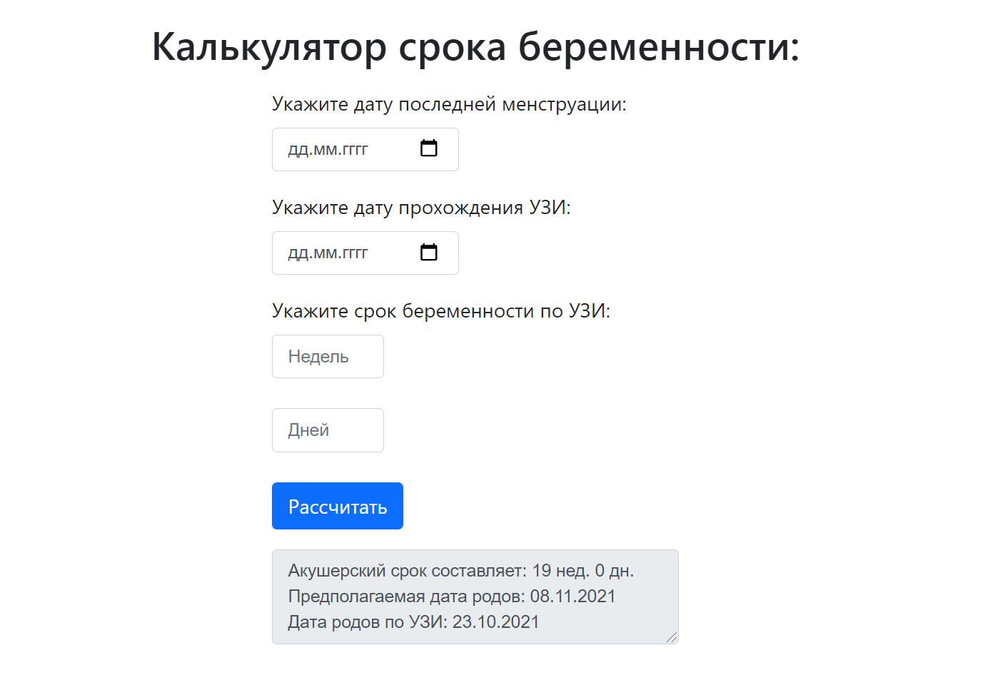 Калькулятор срока беременности:
Укажите дату последней менструации:
дд.мм.гггг
Укажите дату прохождения УЗИ:
дд.мм.гггг
Укажите срок беременности по УЗИ:
Недель
Дней
Рассчитать
Акушерский срок составляет: 19 нед. 0 дн.
Предполагаемая дата родов: 08.11.2021
Дата родов по УЗИ: 23.10.2021